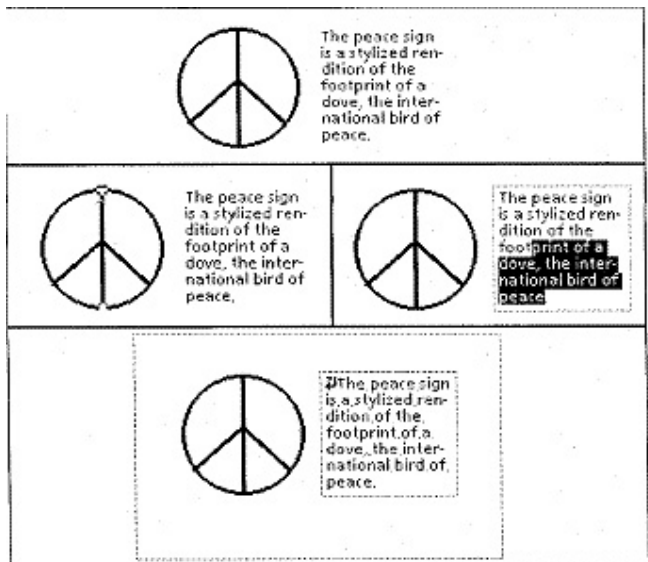 The peace sign
is a stylized ren-
dition of the
footprint of a
dove, the inter-
national bird of
peace.
The peace sign
is a stylized ren-
dition of the
footprint of a
dove, the inter-
national bird of
peace.
The peace sign
is a stylized ren-
dition of the
footprint of a
dove, the inter-
national bird of
peace
The peace sign
is a stylized ren-
dition of the
footprint of a
dove, the inter-
national bird of
peace.